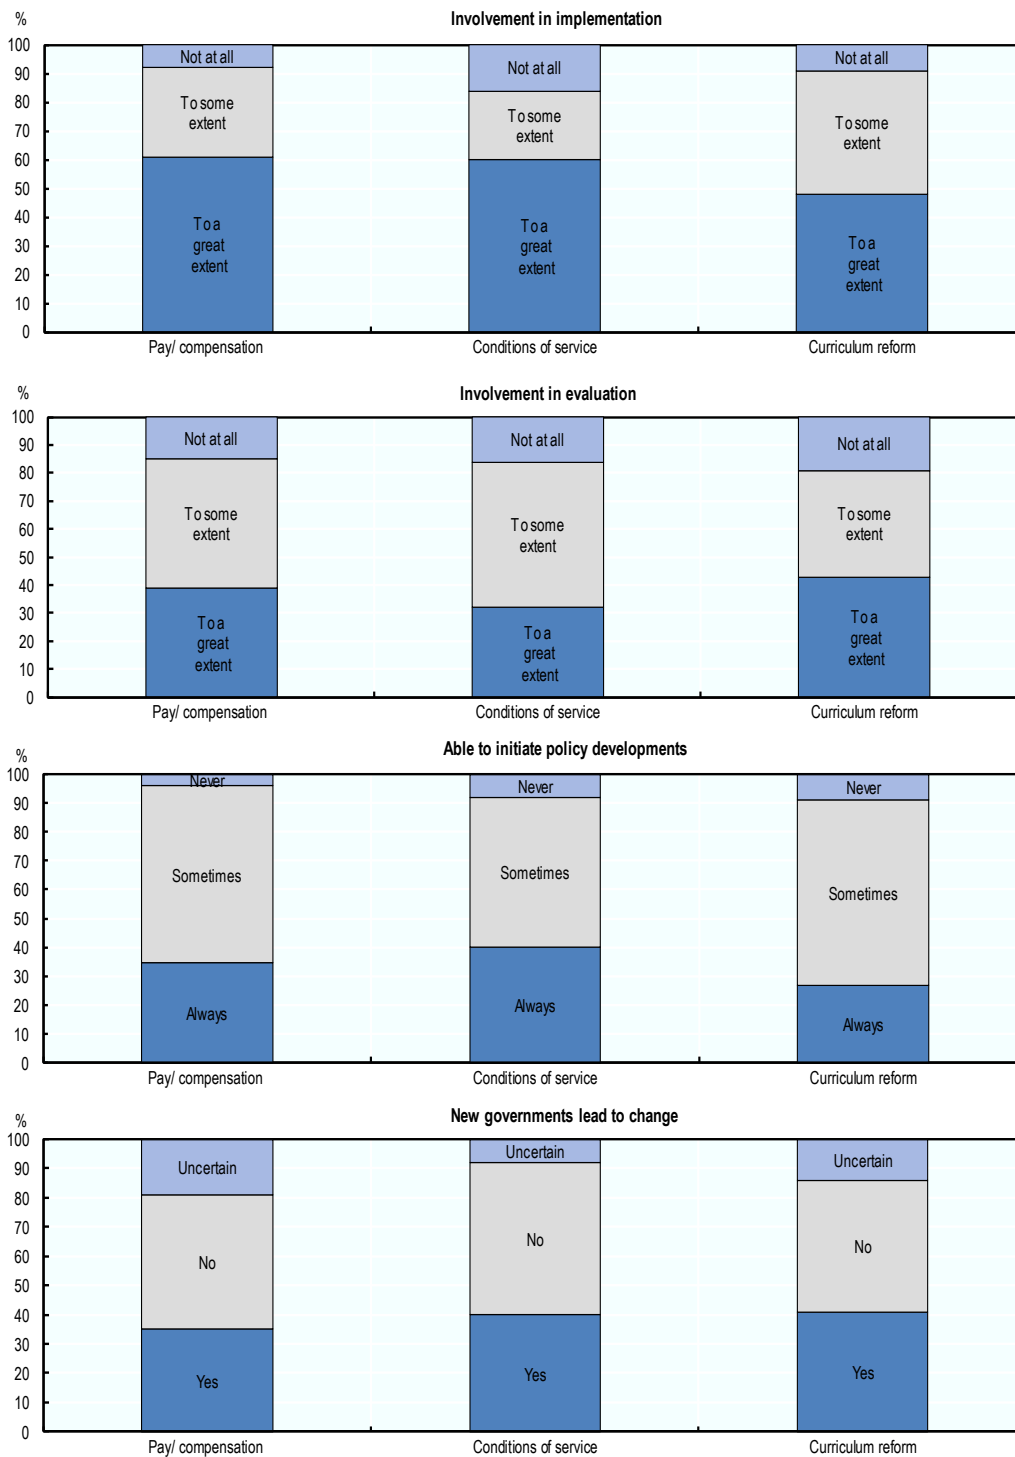 Involvement in implementation
%
100
90
80
70
60
50
40
30
20
10
0
Not at all
To some
extent
To a
great
extent
Not at all
To some
extent
To a
great
extent
Not at all
To some
extent
To a
great
extent
Pay/ compensation
Conditions of service
Curriculum reform
Involvement in evaluation
%
100
90
80
70
60
50
40
30
20
10
0
Not at all
To some
extent
To a
great
extent
Not at all
To some
extent
To a
great
extent
Not at all
To some
extent
To a
great
extent
Pay/ compensation
Conditions of service
Curriculum reform
Able to initiate policy developments
%
100
90
80
70
60
50
40
30
20
10
0
Never
Sometimes
Always
Never
Sometimes
Always
Never
Sometimes
Always
Pay/ compensation
Conditions of service
Curriculum reform
New governments lead to change
%
100
90
80
70
60
50
40
30
20
10
0
Uncertain
No
Yes
Uncertain
No
Yes
Uncertain
No
Yes
Pay/ compensation
Conditions of service
Curriculum reform